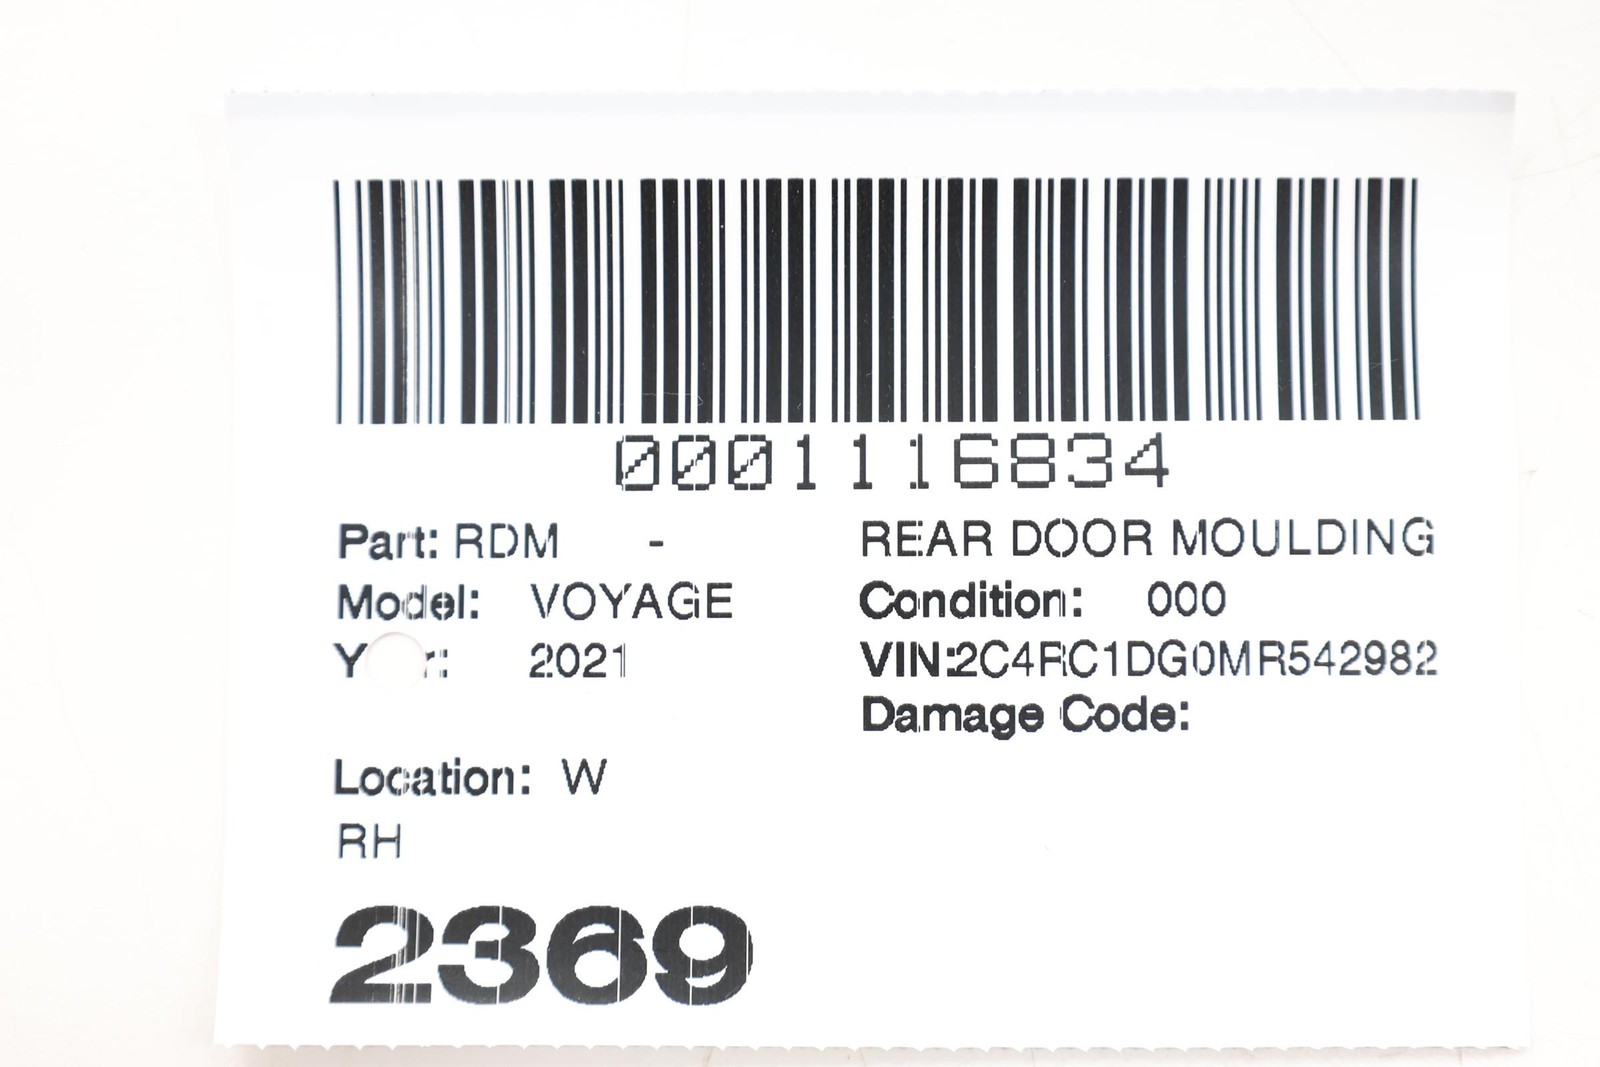 0001116834
Part: RDM - REAR DOOR MOULDING
Model: VOYAGE Condition: 000
2021 VIN:2C4RC1DG0MR542982
Damage Code:
Location: W
RH
2369